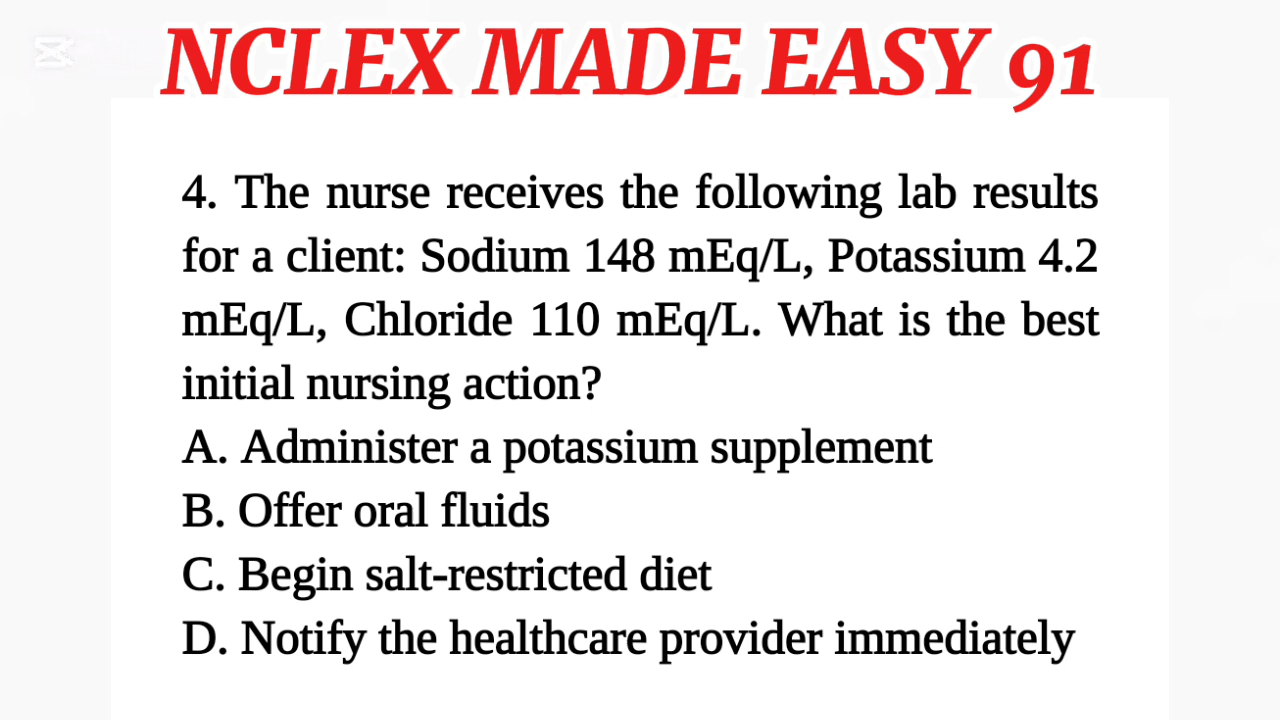 NCLEX MADE EASY 91
4. The nurse receives the following lab results
for a client: Sodium 148 mEq/L, Potassium 4.2
mEq/L, Chloride 110 mEq/L. What is the best
initial nursing action?
A. Administer a potassium supplement
B. Offer oral fluids
C. Begin salt-restricted diet
D. Notify the healthcare provider immediately